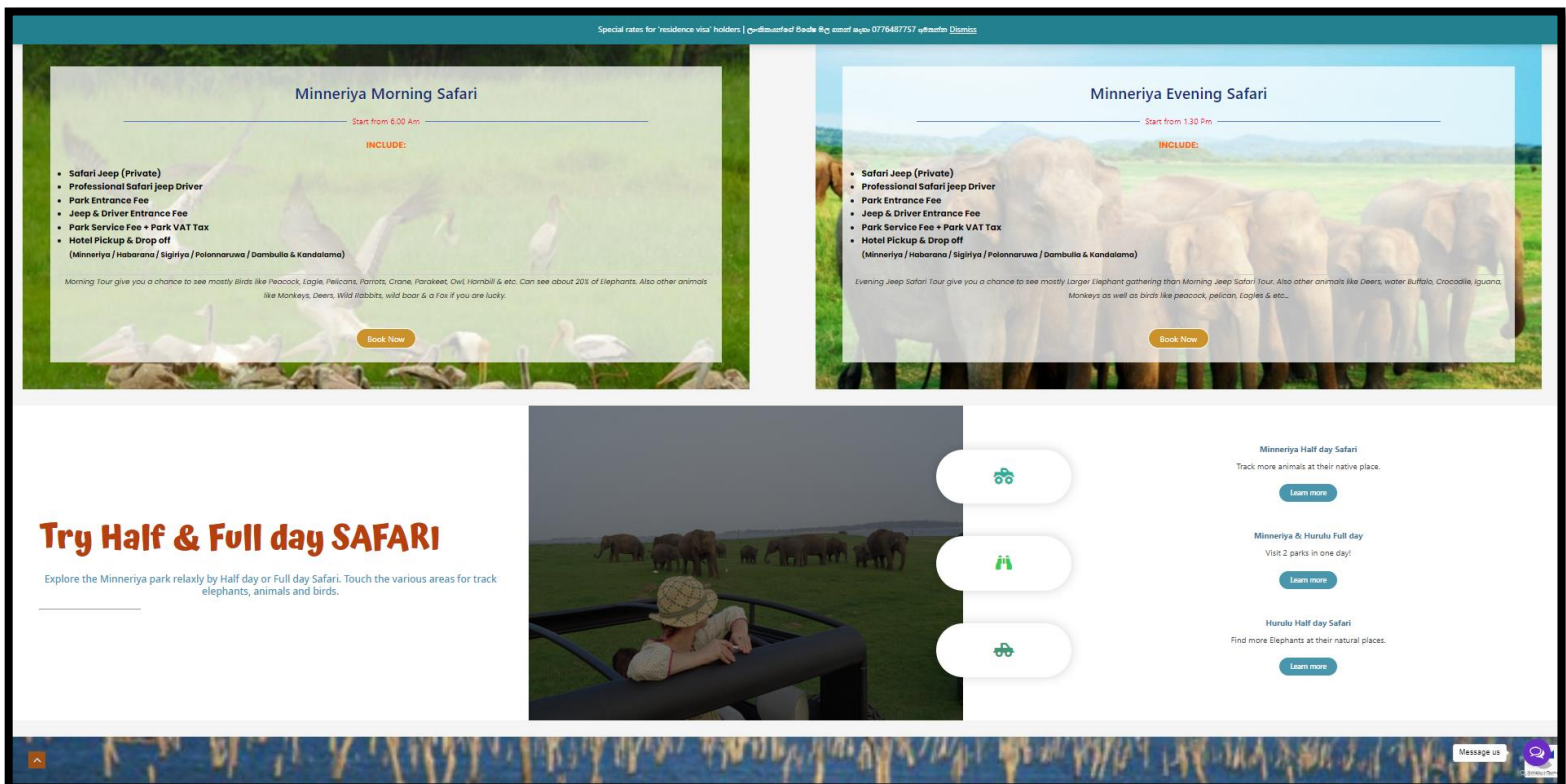 Special rates for 'residence visa' holders | 0776487757 Dismiss
Minneriya Morning Safari
Start from 6.00 Am
INCLUDE:
Safari Jeep (Private)
Professional Safari jeep Driver
Park Entrance Fee
Jeep & Driver Entrance Fee
Park Service Fee + Park VAT Tax
Hotel Pickup & Drop off
(Minneriya / Habarana / Sigiriya / Polonnaruwa / Dambulla & Kandalama)
Morning Tour give you a chance to see mostly Birds like Peacock, Eagle, Pelicans, Parrots, Crane, Parakeet, Owl, Hornbill & etc. Can see about 20% of Elephants. Also other animals
like Monkeys, Deers, Wild Rabbits, wild boar & a Fox if you are lucky.
Book Now
Minneriya Evening Safari
Start from 1.30 Pm
INCLUDE:
Safari Jeep (Private)
Professional Safari jeep Driver
Park Entrance Fee
Jeep & Driver Entrance Fee
Park Service Fee + Park VAT Tax
Hotel Pickup & Drop off
(Minneriya / Habarana / Sigiriya / Polonnaruwa / Dambulla & Kandalama)
Evening Jeep Safari Tour give you a chance to see mostly Larger Elephant gathering than Morning Jeep Safari Tour. Also other animals like Deers, water Buffalo, Crocodile, Iguana,
Monkeys as well as birds like peacock, pelican, Eagles & etc...
Book Now
Try Half & Full day SAFARI
Explore the Minneriya park relaxly by Half day or Full day Safari. Touch the various areas for track
elephants, animals and birds.
Minneriya Half day Safari
Track more animals at their native place.
Learn more
Minneriya & Hurulu Full day
Visit 2 parks in one day!
Learn more
Hurulu Half day Safari
Find more Elephants at their natural places.
Learn more
Message us